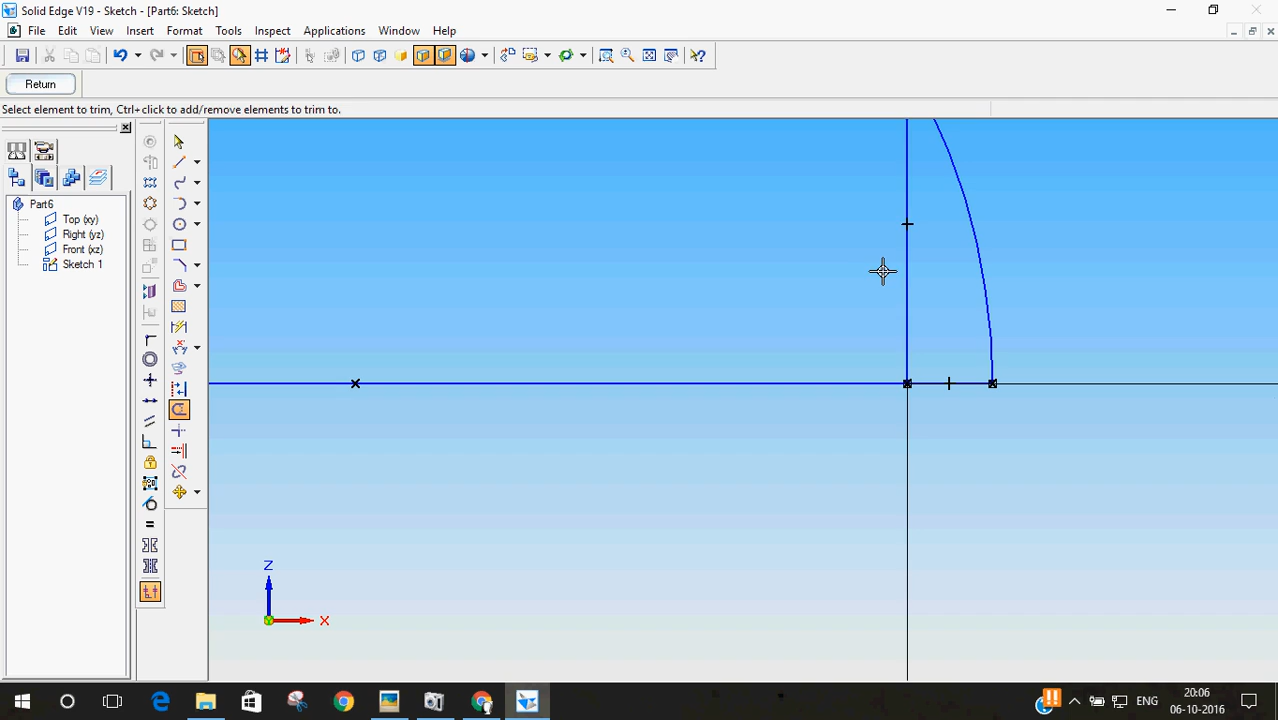 Solid Edge V19 - Sketch - [Part6: Sketch]
File Edit View Insert Format Tools Inspect Applications Window Help
Return
Select element to trim, Ctrl+click to add/remove elements to trim to.
Part6
Top (xy)
Right (yz)
Front (xz)
Sketch 1
Z
X
ENG
20:06
06-10-2016